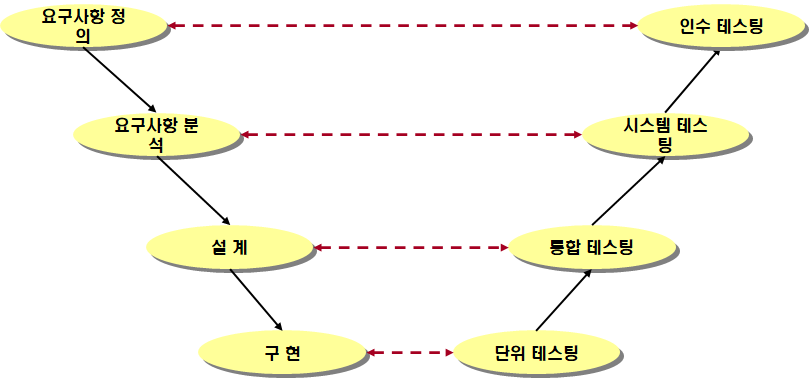 요구사항 정
의
인수 테스팅
요구사항 분
석
시스템 테스
팅
설 계
통합 테스팅
구 현
단위 테스팅